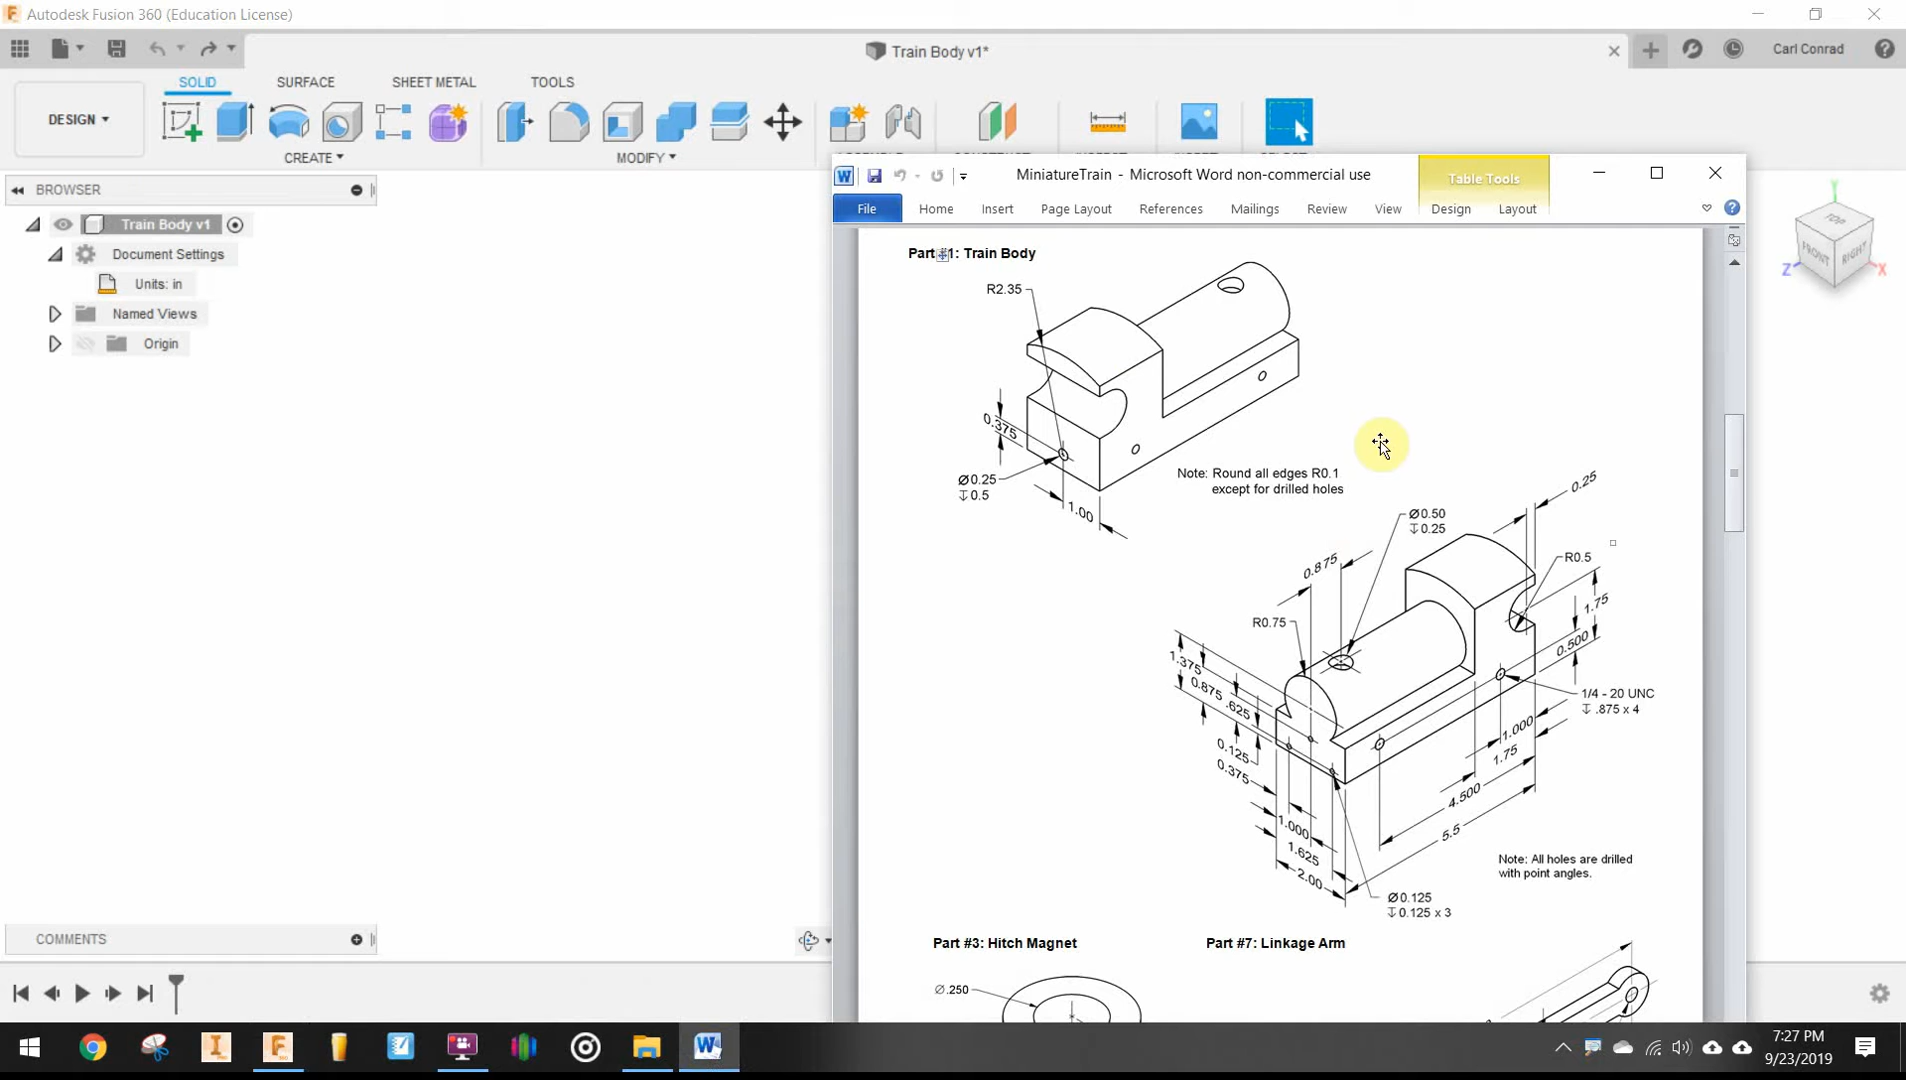 Autodesk Fusion 360 (Education License)
Train Body v1*
Carl Conrad
SOLID
SURFACE
SHEET METAL
TOOLS
DESIGN
CREATE
MODIFY
BROWSER
Train Body v1
Document Settings
Units: in
Named Views
Origin
MiniatureTrain - Microsoft Word non-commercial use
Table Tools
File
Home
Insert
Page Layout
References
Mailings
Review
View
Design
Layout
TOP
FRONT
RIGHT
Z
X
Y
Part #1: Train Body
R2.35
0.375
Ø0.25
↧0.5
1.00
Note: Round all edges R0.1
except for drilled holes
0.25
Ø0.50
↧0.25
0.875
R0.5
R0.75
1.75
0.500
1.375
0.875
.625
0.125
0.375
1/4 - 20 UNC
↧ .875 x 4
1.000
1.75
4.500
5.5
1.000
1.625
2.00
Note: All holes are drilled
with point angles.
Ø0.125
↧0.125 x 3
Part #3: Hitch Magnet
Part #7: Linkage Arm
Ø.250
COMMENTS
7:27 PM
9/23/2019